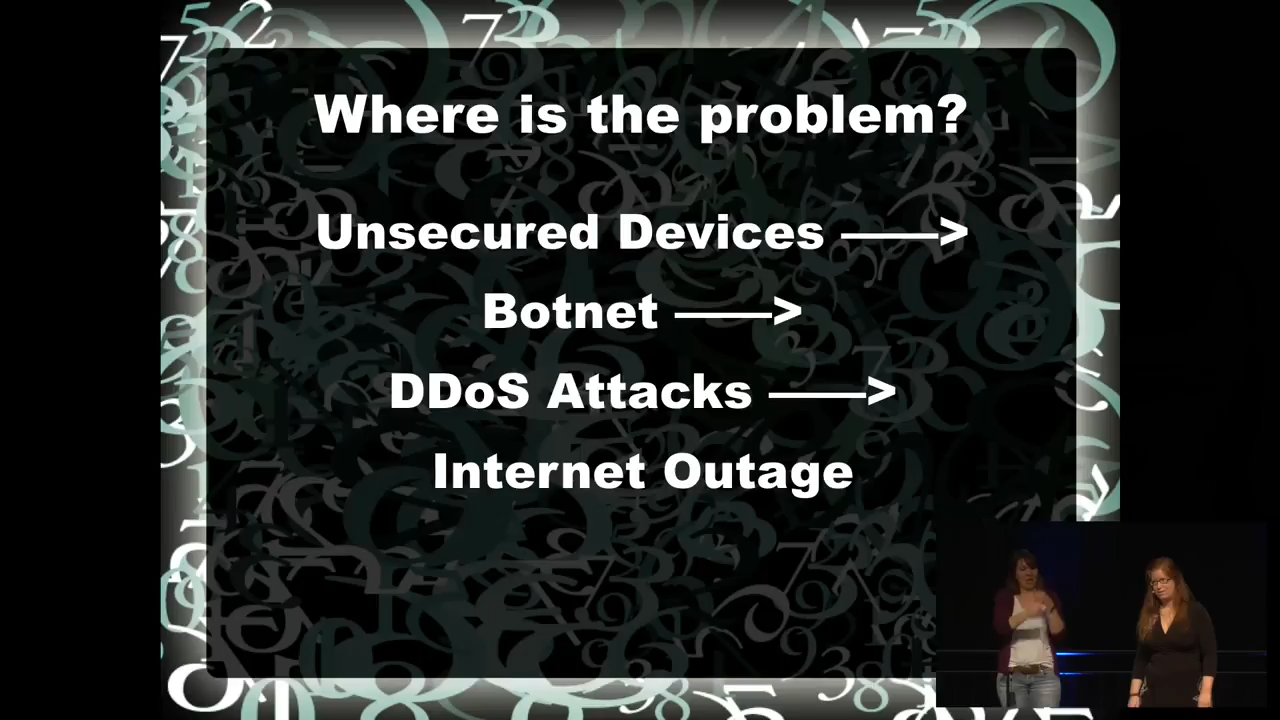 Where is the problem?
Unsecured Devices ——>
Botnet ——>
DDoS Attacks ——>
Internet Outage